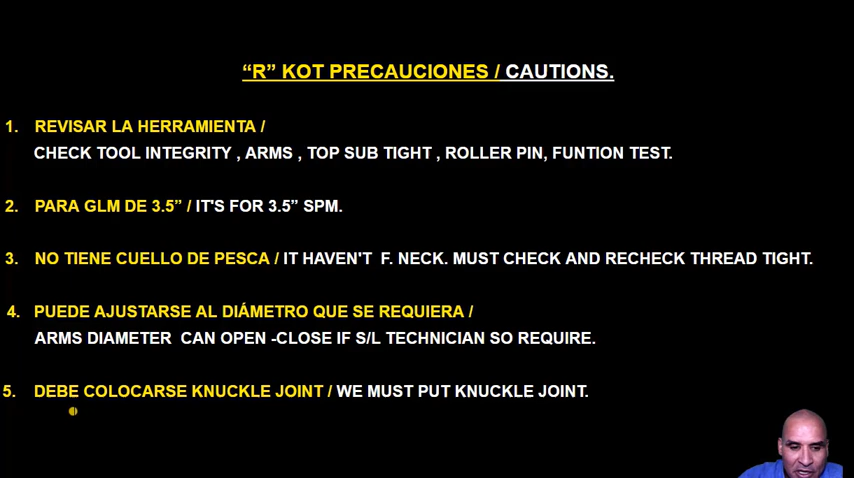 “R” KOT PRECAUCIONES / CAUTIONS.
1. REVISAR LA HERRAMIENTA /
CHECK TOOL INTEGRITY , ARMS , TOP SUB TIGHT , ROLLER PIN, FUNTION TEST.
2. PARA GLM DE 3.5” / IT'S FOR 3.5” SPM.
3. NO TIENE CUELLO DE PESCA / IT HAVEN'T F. NECK. MUST CHECK AND RECHECK THREAD TIGHT.
4. PUEDE AJUSTARSE AL DIÁMETRO QUE SE REQUIERA /
ARMS DIAMETER CAN OPEN -CLOSE IF S/L TECHNICIAN SO REQUIRE.
5. DEBE COLOCARSE KNUCKLE JOINT / WE MUST PUT KNUCKLE JOINT.